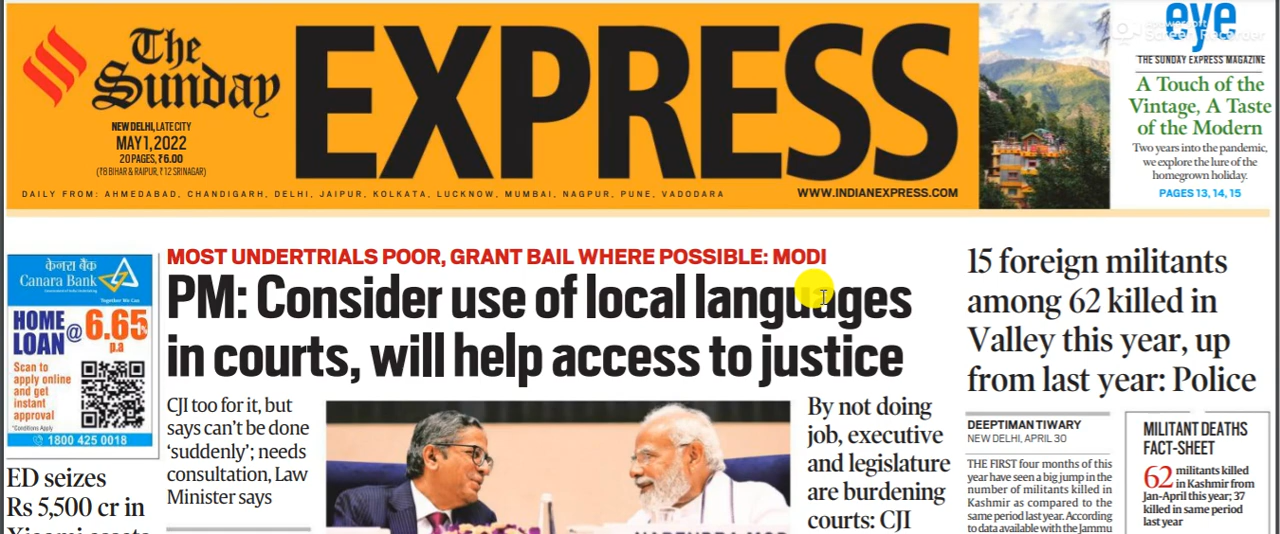 The
Sunday
EXPRESS
NEW DELHI, LATE CITY
MAY 1, 2022
20 PAGES, ₹6.00
(₹8 BIHAR & RAIPUR, ₹12 SRINAGAR)
DAILY FROM: AHMEDABAD, CHANDIGARH, DELHI, JAIPUR, KOLKATA, LUCKNOW, MUMBAI, NAGPUR, PUNE, VADODARA
WWW.INDIANEXPRESS.COM
eye
Screen Recorder
THE SUNDAY EXPRESS MAGAZINE
A Touch of the
Vintage, A Taste
of the Modern
Two years into the pandemic,
we explore the lure of the
homegrown holiday.
PAGES 13, 14, 15
केनरा बैंक
Canara Bank
Together We Can
HOME
LOAN @ 6.65%
p.a
Scan to
apply online
and get
instant
approval
*Conditions Apply
1800 425 0018
ED seizes
Rs 5,500 cr in
Xiaomi assets
MOST UNDERTRIALS POOR, GRANT BAIL WHERE POSSIBLE: MODI
PM: Consider use of local languages
in courts, will help access to justice
CJI too for it, but
says can't be done
'suddenly'; needs
consultation, Law
Minister says
By not doing
job, executive
and legislature
are burdening
courts: CJI
15 foreign militants
among 62 killed in
Valley this year, up
from last year: Police
DEEPTIMAN TIWARY
NEW DELHI, APRIL 30
THE FIRST four months of this
year have seen a big jump in the
number of militants killed in
Kashmir as compared to the
same period last year. According
to data available with the Jammu
MILITANT DEATHS
FACT-SHEET
62 militants killed
in Kashmir from
Jan-April this year; 37
killed in same period
last year